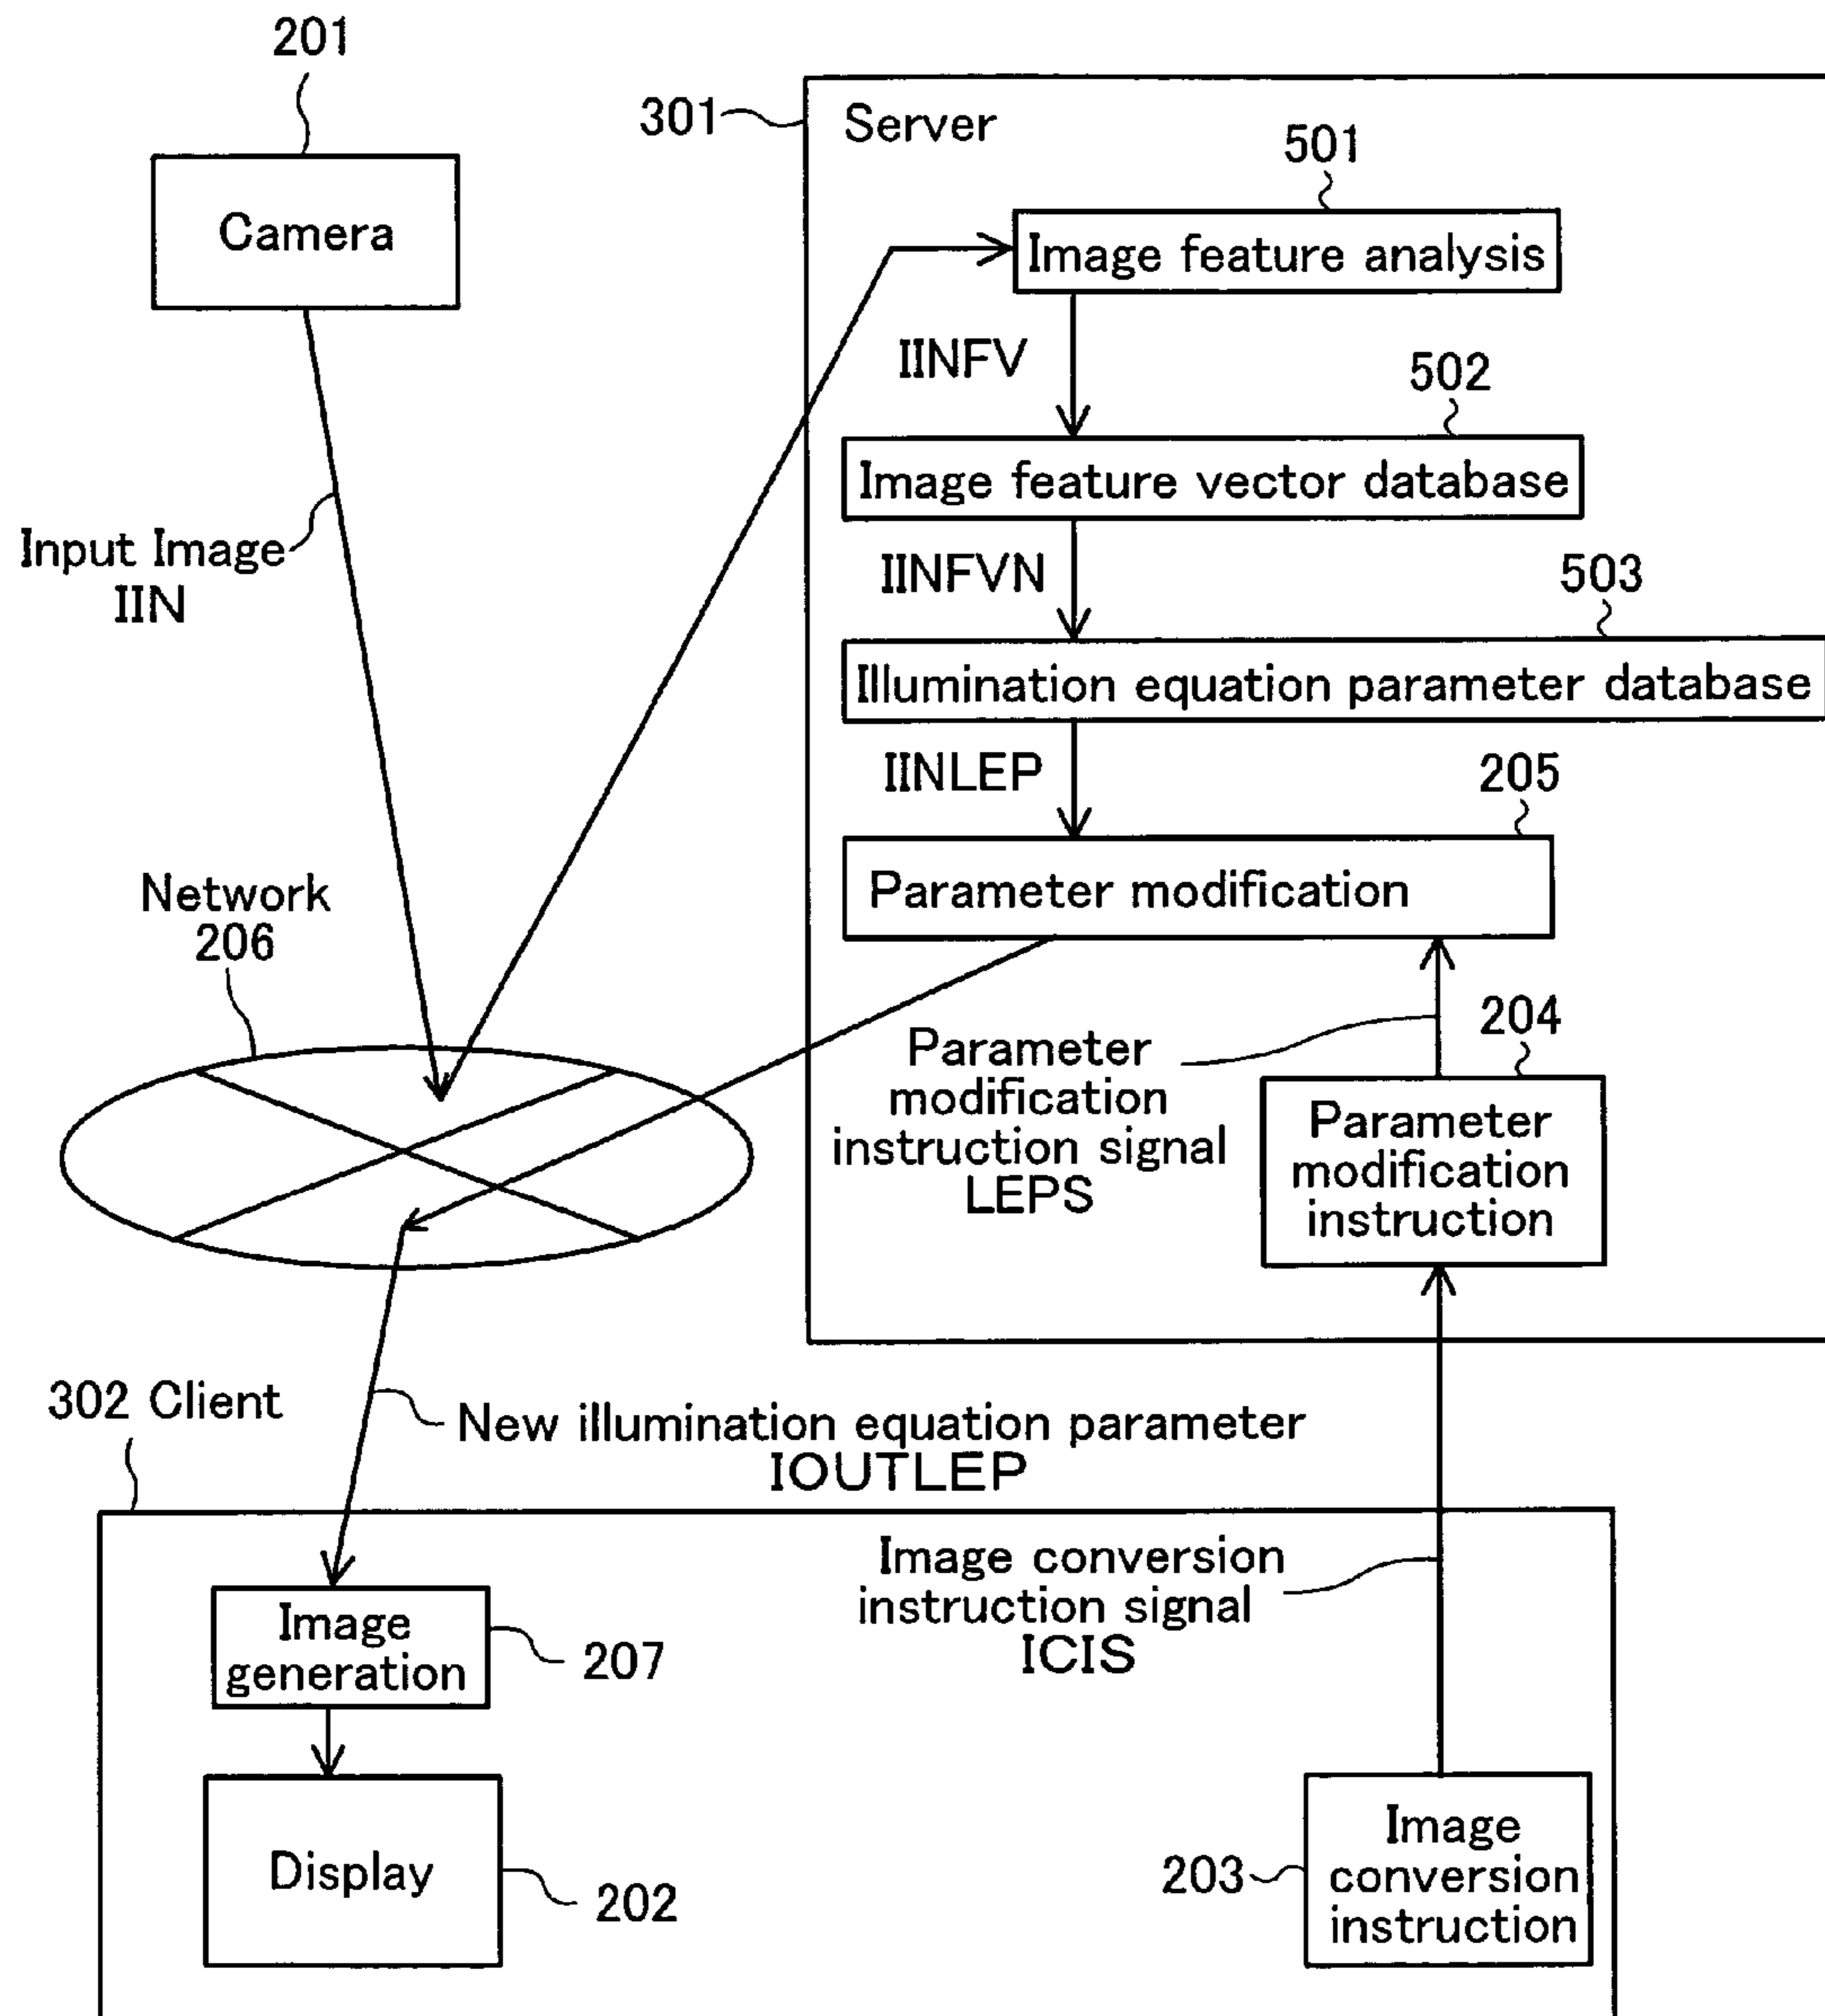 201
Camera
Input Image
IIN
301
Server
501
Image feature analysis
IINFV
502
Image feature vector database
IINFVN
503
Illumination equation parameter database
IINLEP
205
Parameter modification
Network
206
Parameter
modification
instruction signal
LEPS
204
Parameter
modification
instruction
302 Client
New illumination equation parameter
IOUTLEP
Image conversion
instruction signal
ICIS
Image
generation
207
Display
202
203
Image
conversion
instruction